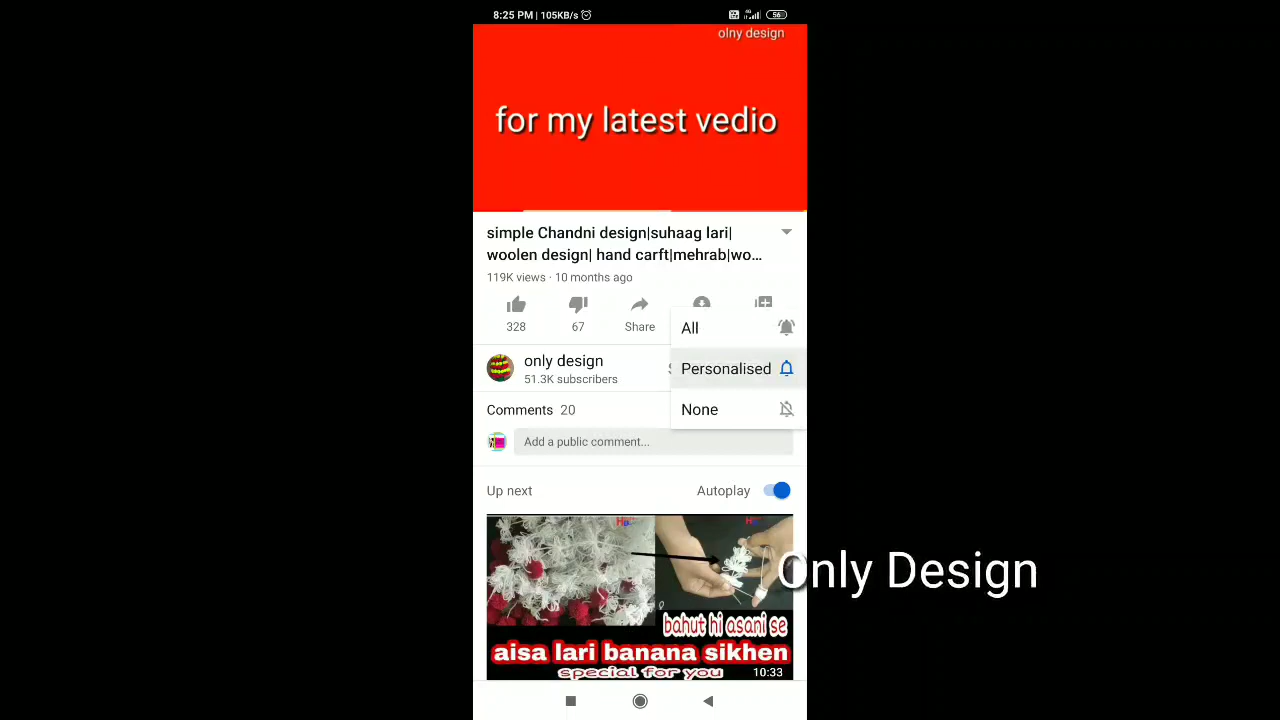 8:25 PM | 105KB/s
4G
56
olny design
for my latest vedio
simple Chandni design|suhaag lari|
woolen design| hand carft|mehrab|wo...
119K views · 10 months ago
328
67
Share
All
only design
Personalised
51.3K subscribers
None
Comments 20
Add a public comment...
Up next
Autoplay
Only Design
bahut hi asani se
aisa lari banana sikhen
special for you
10:33